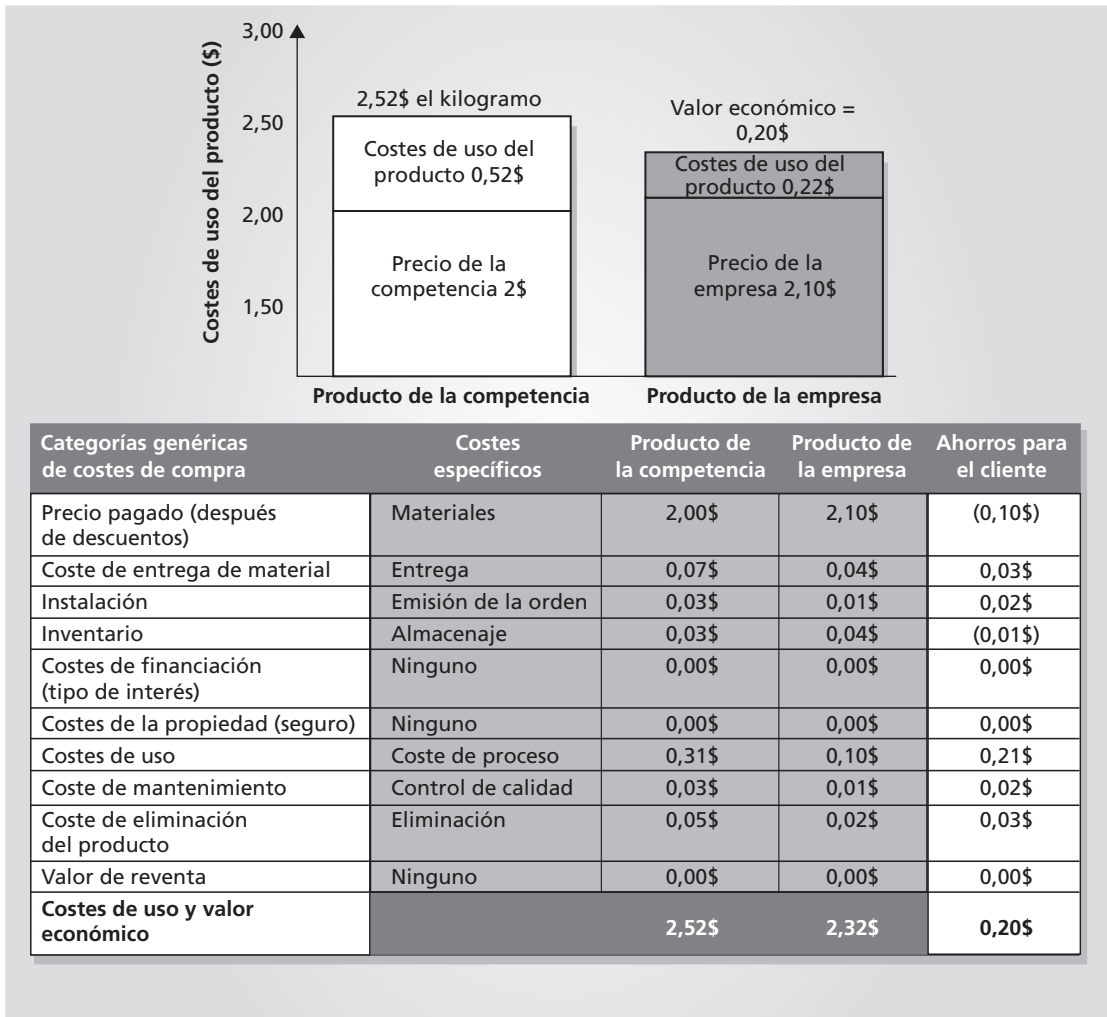 3,00
2,50
2,00
1,50
Costes de uso del producto ($)
2,52$ el kilogramo
Costes de uso del
producto 0,52$
Precio de la
competencia 2$
Valor económico =
0,20$
Costes de uso del
producto 0,22$
Precio de la
empresa 2,10$
Producto de la competencia
Producto de la empresa
Categorías genéricas
de costes de compra
Costes
específicos
Producto de
la competencia
Producto de
la empresa
Ahorros para
el cliente
Precio pagado (después
de descuentos)
Materiales 2,00$ 2,10$ (0,10$)
Coste de entrega de material Entrega 0,07$ 0,04$ 0,03$
Instalación Emisión de la orden 0,03$ 0,01$ 0,02$
Inventario Almacenaje 0,03$ 0,04$ (0,01$)
Costes de financiación
(tipo de interés)
Ninguno 0,00$ 0,00$ 0,00$
Costes de la propiedad (seguro) Ninguno 0,00$ 0,00$ 0,00$
Costes de uso Coste de proceso 0,31$ 0,10$ 0,21$
Coste de mantenimiento Control de calidad 0,03$ 0,01$ 0,02$
Coste de eliminación
del producto
Eliminación 0,05$ 0,02$ 0,03$
Valor de reventa Ninguno 0,00$ 0,00$ 0,00$
Costes de uso y valor
económico
2,52$ 2,32$ 0,20$